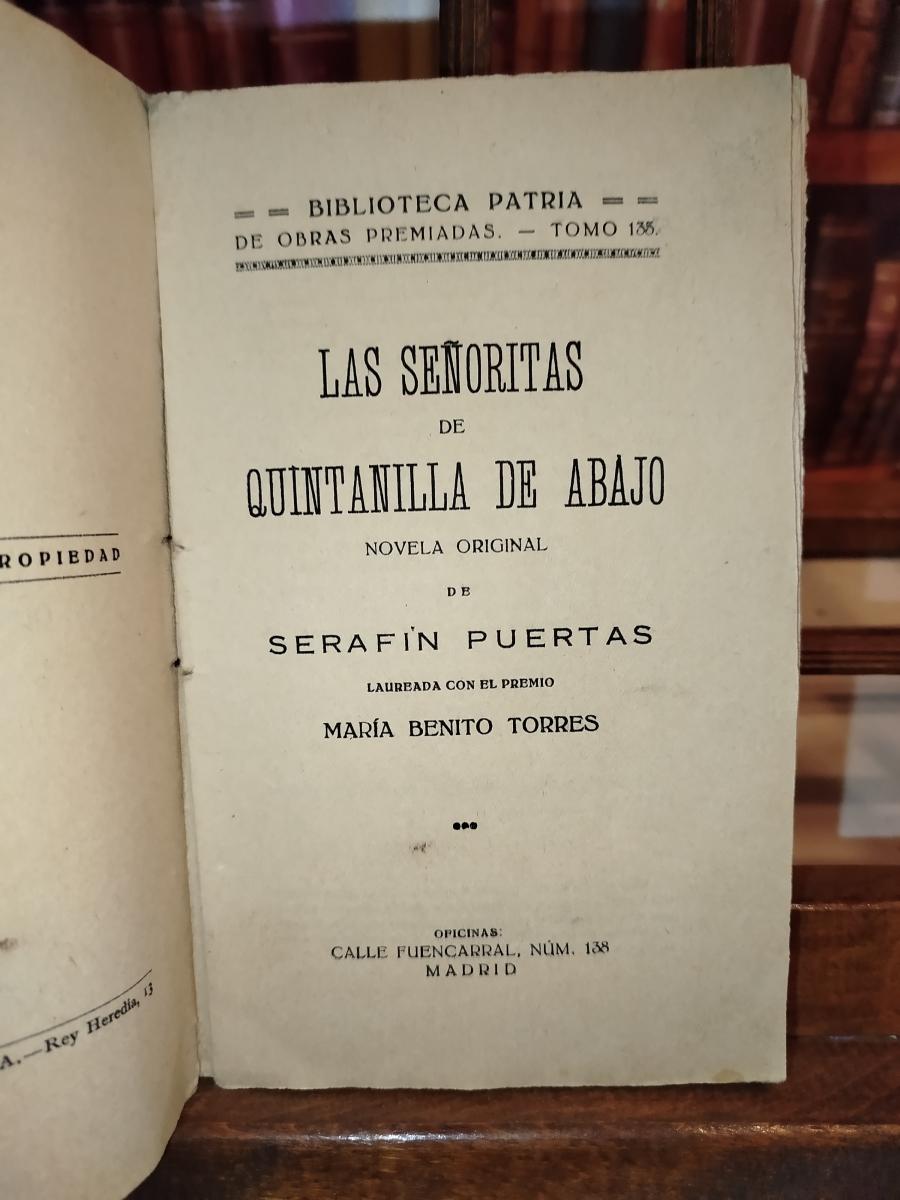 ROPIEDAD
A.—Rey Heredia, 13
== BIBLIOTECA PATRIA ==
DE OBRAS PREMIADAS. — TOMO 135.
LAS SEÑORITAS
DE
QUINTANILLA DE ABAJO
NOVELA ORIGINAL
DE
SERAFÍN PUERTAS
LAUREADA CON EL PREMIO
MARÍA BENITO TORRES
OFICINAS:
CALLE FUENCARRAL, NÚM. 138
MADRID